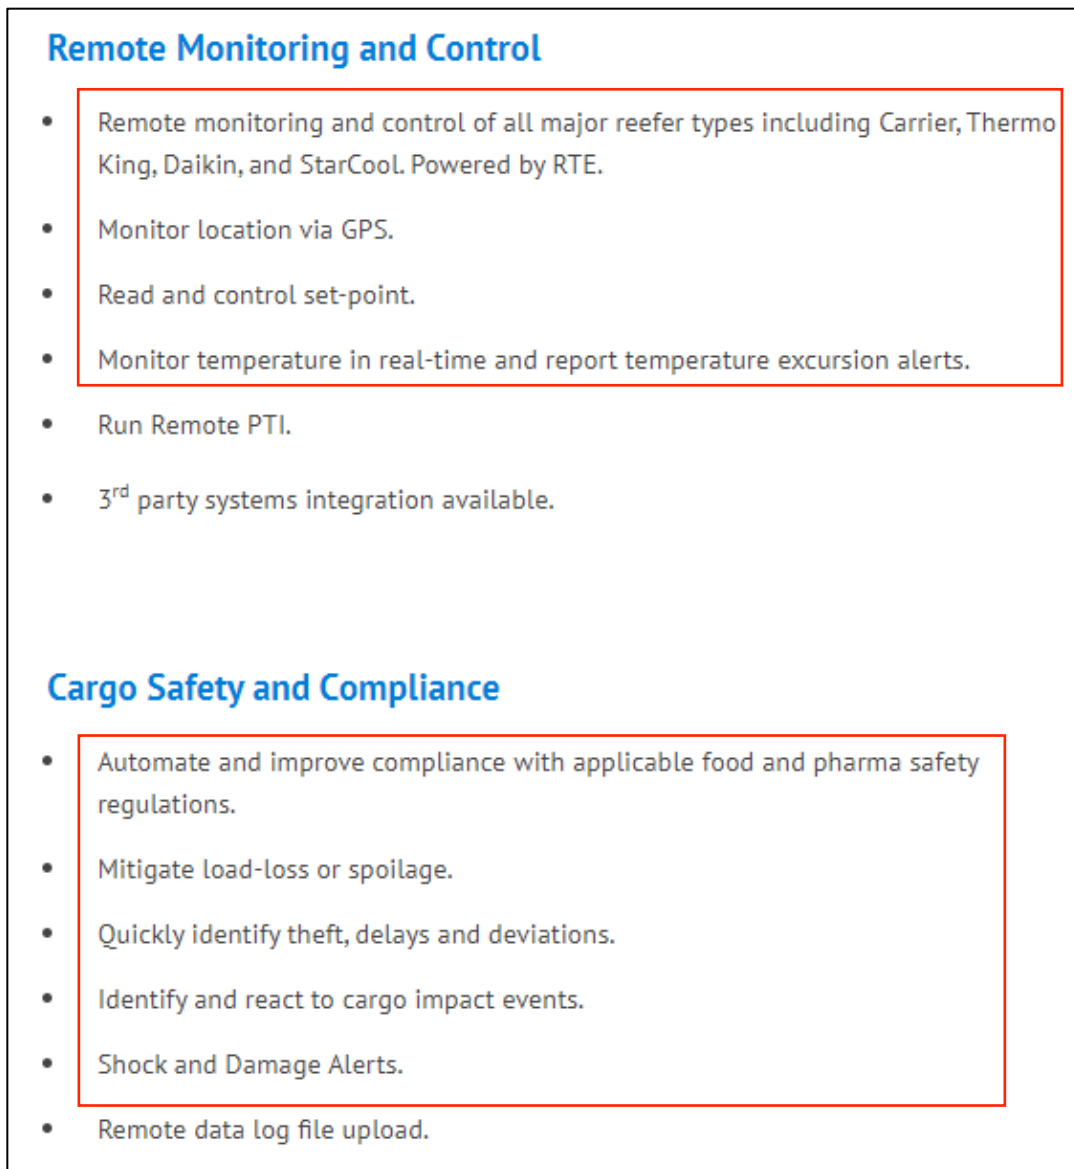 Remote Monitoring and Control
• Remote monitoring and control of all major reefer types including Carrier, Thermo
King, Daikin, and StarCool. Powered by RTE.
• Monitor location via GPS.
• Read and control set-point.
• Monitor temperature in real-time and report temperature excursion alerts.
• Run Remote PTI.
• 3rd party systems integration available.
Cargo Safety and Compliance
• Automate and improve compliance with applicable food and pharma safety
regulations.
• Mitigate load-loss or spoilage.
• Quickly identify theft, delays and deviations.
• Identify and react to cargo impact events.
• Shock and Damage Alerts.
• Remote data log file upload.